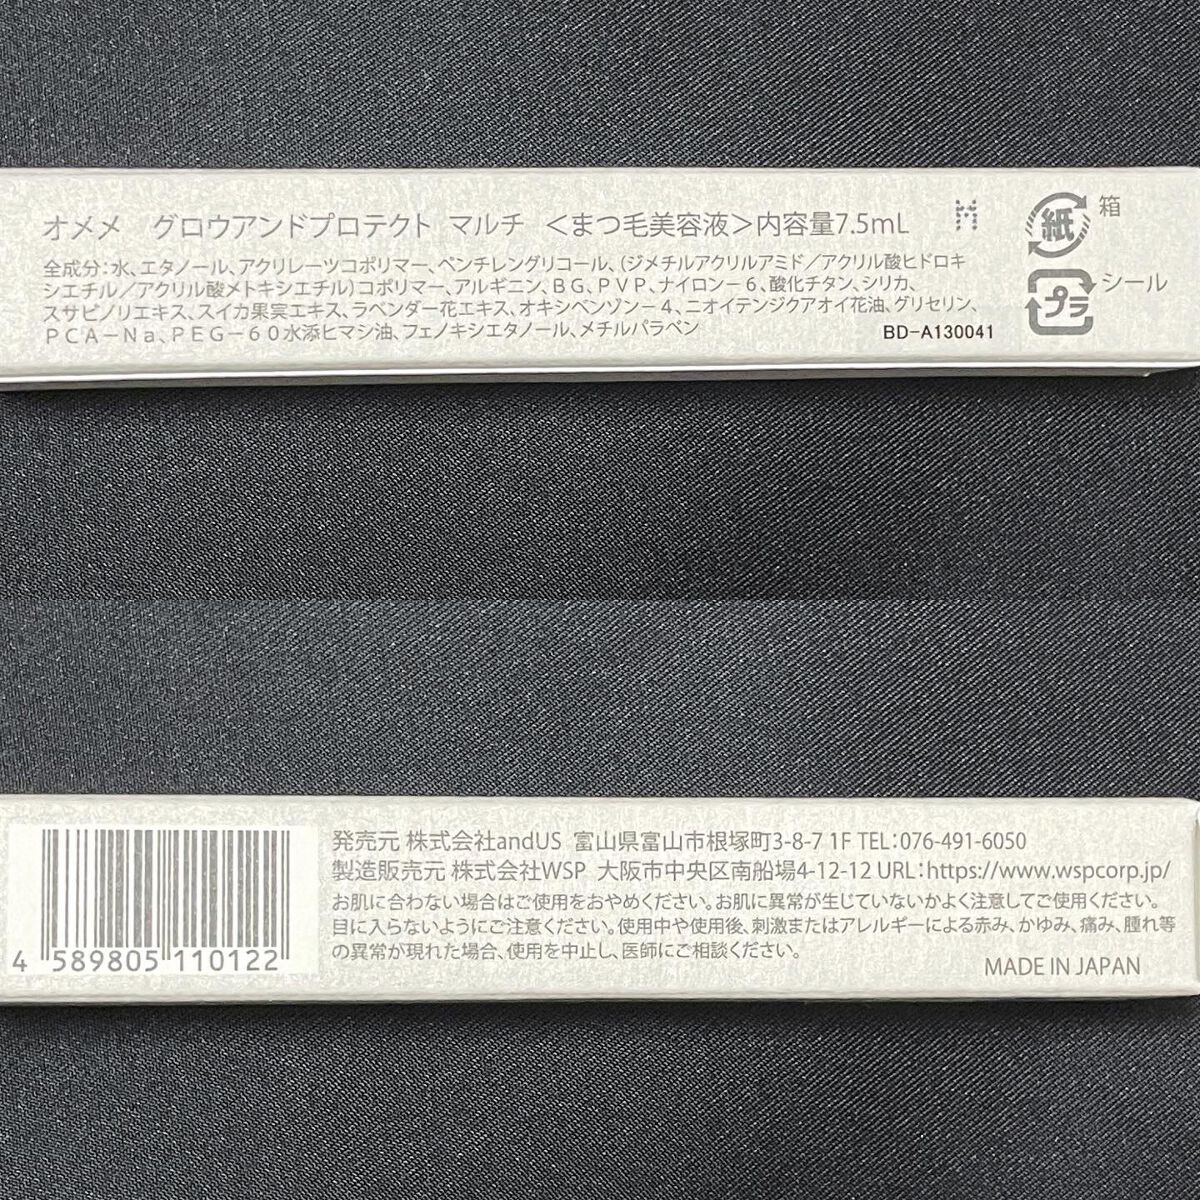 オメメ　グロウアンドプロテクト マルチ　＜まつ毛美容液＞内容量7.5mL
全成分：水、エタノール、アクリレーツコポリマー、ペンチレングリコール、（ジメチルアクリルアミド／アクリル酸ヒドロキ
シエチル／アクリル酸メトキシエチル）コポリマー、アルギニン、ＢＧ、ＰＶＰ、ナイロン－６、酸化チタン、シリカ、
スサビノリエキス、スイカ果実エキス、ラベンダー花エキス、オキシベンゾン－４、ニオイテンジクアオイ花油、グリセリン、
ＰＣＡ－Ｎａ、ＰＥＧ－６０水添ヒマシ油、フェノキシエタノール、メチルパラベン
BD-A130041
M
紙
箱
プラ
シール
4 589805 110122
発売元 株式会社andUS 富山県富山市根塚町3-8-7 1F TEL：076-491-6050
製造販売元 株式会社WSP 大阪市中央区南船場4-12-12 URL：https://www.wspcorp.jp/
お肌に合わない場合はご使用をおやめください。お肌に異常が生じていないかよく注意してご使用ください。
目に入らないようにご注意ください。使用中や使用後、刺激またはアレルギーによる赤み、かゆみ、痛み、腫れ等
の異常が現れた場合、使用を中止し、医師にご相談ください。
MADE IN JAPAN